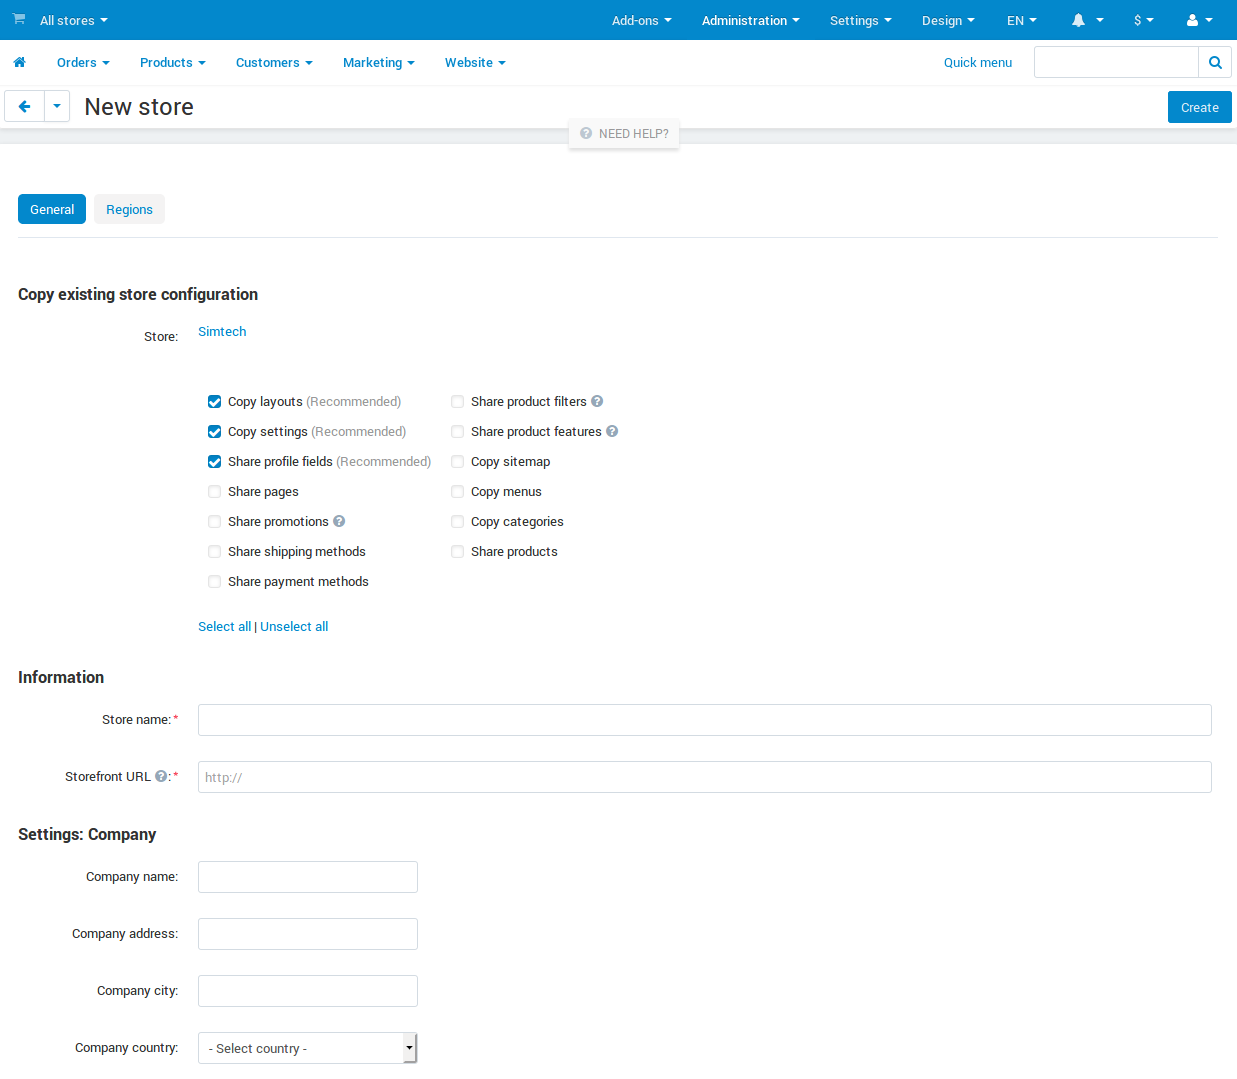 All stores Add-ons Administration Settings Design EN $
Orders Products Customers Marketing Website Quick menu
New store Create
NEED HELP?
General Regions
Copy existing store configuration
Store: Simtech
Copy layouts (Recommended) Share product filters
Copy settings (Recommended) Share product features
Share profile fields (Recommended) Copy sitemap
Share pages Copy menus
Share promotions Copy categories
Share shipping methods Share products
Share payment methods
Select all | Unselect all
Information
Store name:*
Storefront URL ?:* http://
Settings: Company
Company name:
Company address:
Company city:
Company country: - Select country -